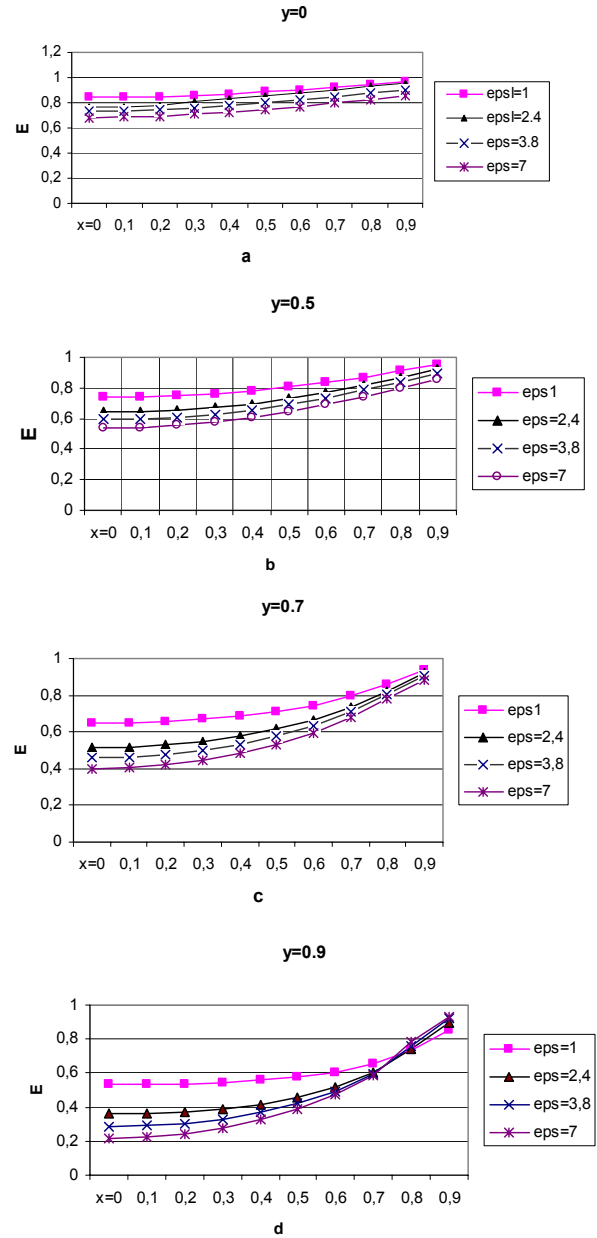 y=0
1,2
1
0,8
0,6
0,4
0,2
0
E
x=0 0,1 0,2 0,3 0,4 0,5 0,6 0,7 0,8 0,9
epsl=1
epsl=2.4
eps=3.8
eps=7
a
y=0.5
1
0,8
0,6
0,4
0,2
0
E
x=0 0,1 0,2 0,3 0,4 0,5 0,6 0,7 0,8 0,9
eps1
eps=2,4
eps=3,8
eps=7
b
y=0.7
1
0,8
0,6
0,4
0,2
0
E
x=0 0,1 0,2 0,3 0,4 0,5 0,6 0,7 0,8 0,9
eps1
eps=2,4
eps=3,8
eps=7
c
y=0.9
1
0,8
0,6
0,4
0,2
0
E
x=0 0,1 0,2 0,3 0,4 0,5 0,6 0,7 0,8 0,9
eps=1
eps=2,4
eps=3,8
eps=7
d